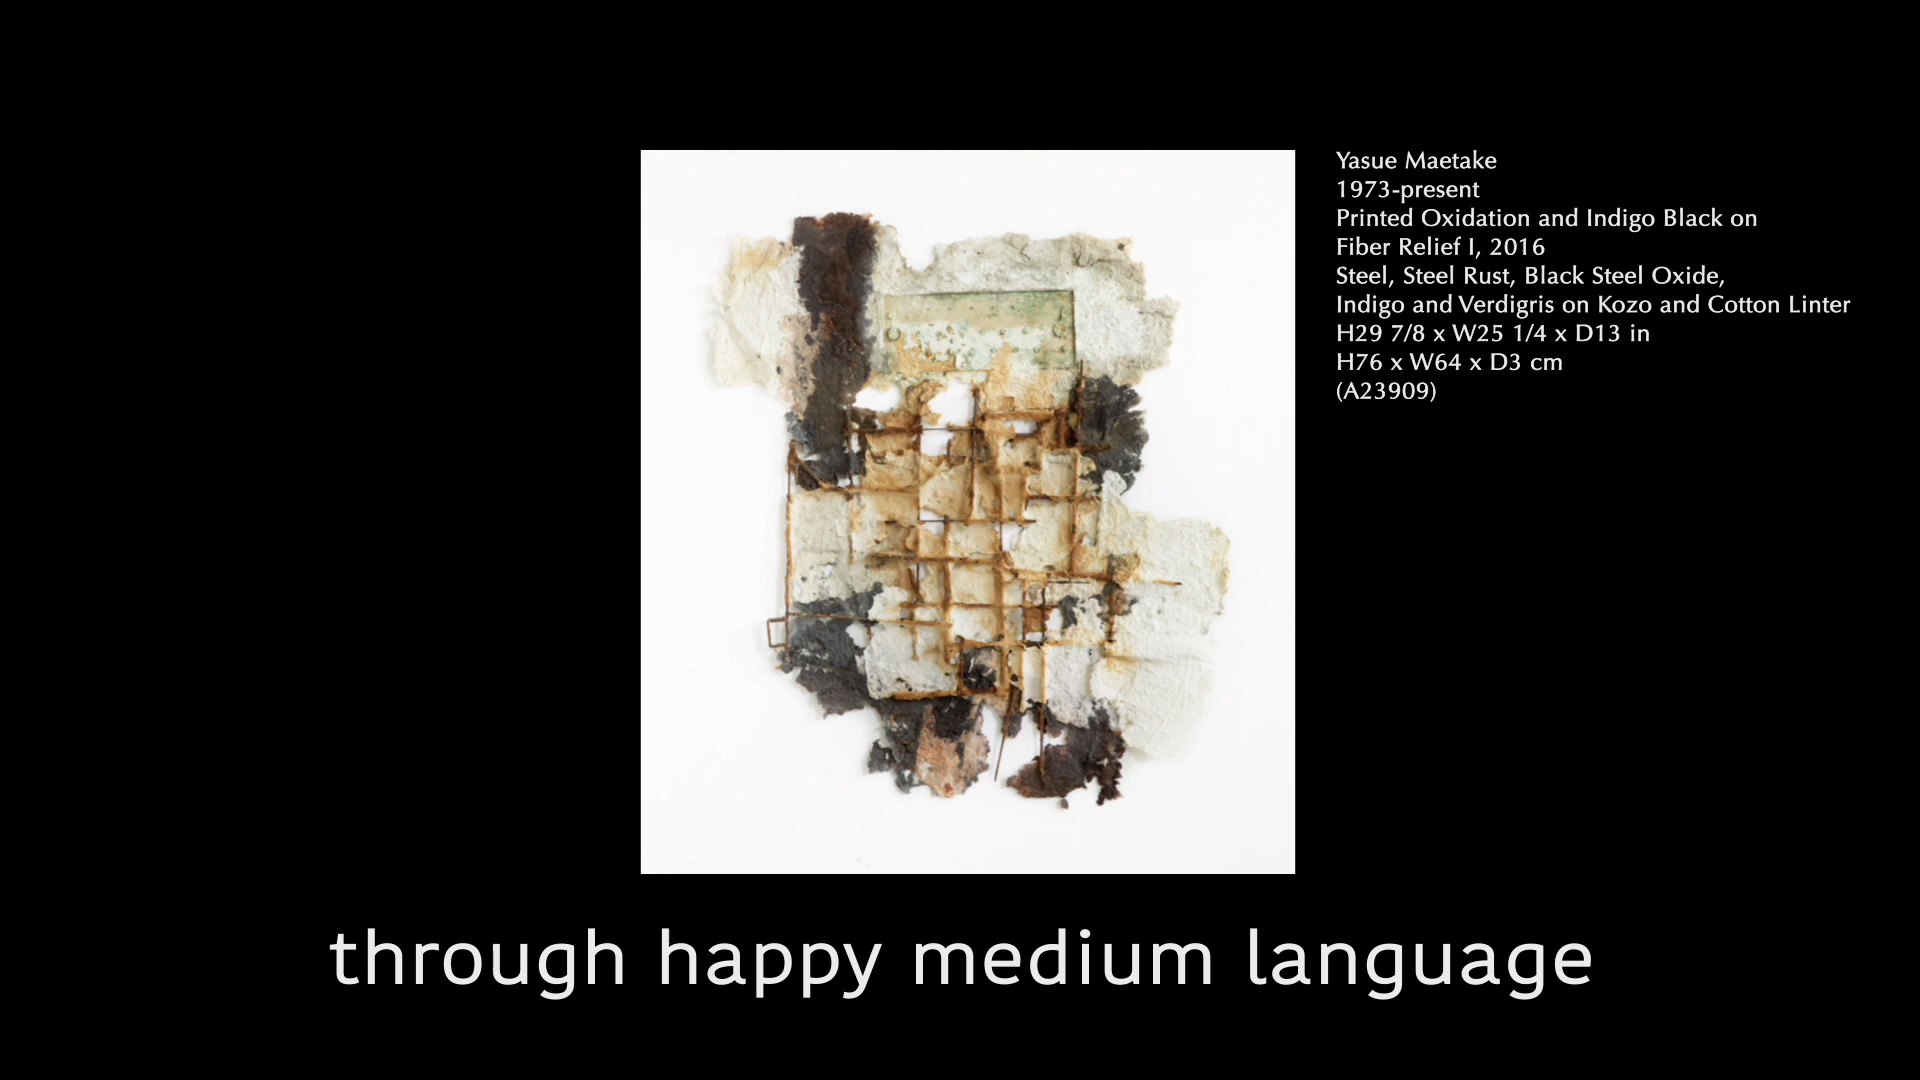 Yasue Maetake
1973-present
Printed Oxidation and Indigo Black on
Fiber Relief I, 2016
Steel, Steel Rust, Black Steel Oxide,
Indigo and Verdigris on Kozo and Cotton Linter
H29 7/8 x W25 1/4 x D13 in
H76 x W64 x D3 cm
(A23909)
through happy medium language